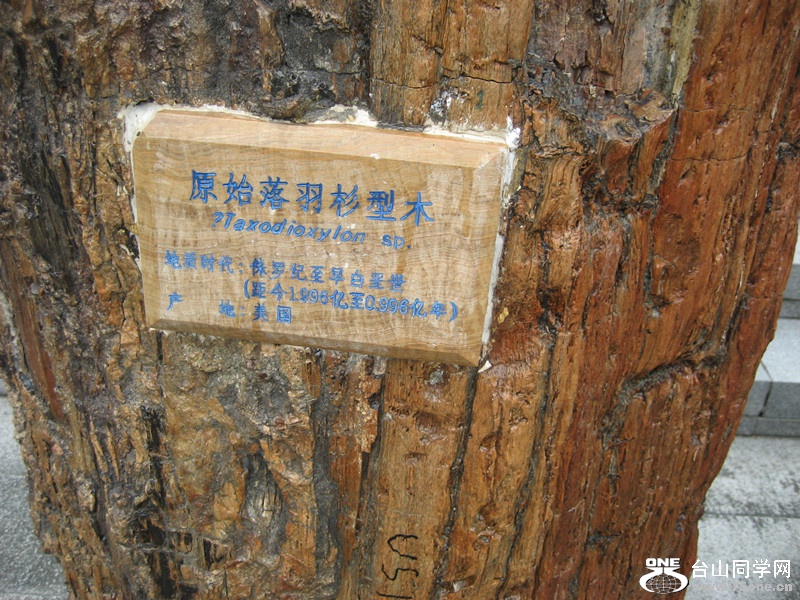 原始落羽杉型木
?Taxodioxylon sp.
地质时代：侏罗纪至早白垩世
(距今1.996亿至0.996亿年)
产 地：美国
USA
ONE 台山同学网